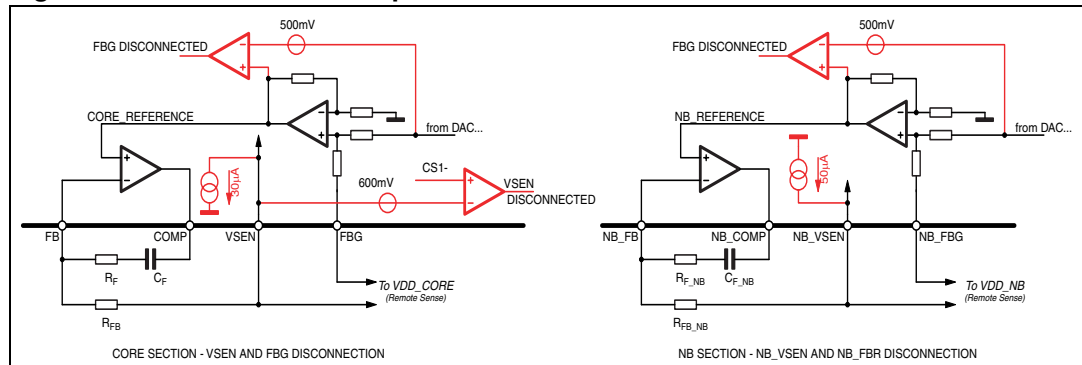 500mV
FBG DISCONNECTED
CORE_REFERENCE
from DAC...
30µA
CS1-
600mV
VSEN
DISCONNECTED
FB
COMP
VSEN
FBG
RF
CF
To VDD_CORE
(Remote Sense)
RFB
CORE SECTION - VSEN AND FBG DISCONNECTION
500mV
FBG DISCONNECTED
NB_REFERENCE
from DAC...
50µA
NB_FB
NB_COMP
NB_VSEN
NB_FBG
RF_NB
CF_NB
To VDD_NB
(Remote Sense)
RFB_NB
NB SECTION - NB_VSEN AND NB_FBR DISCONNECTION